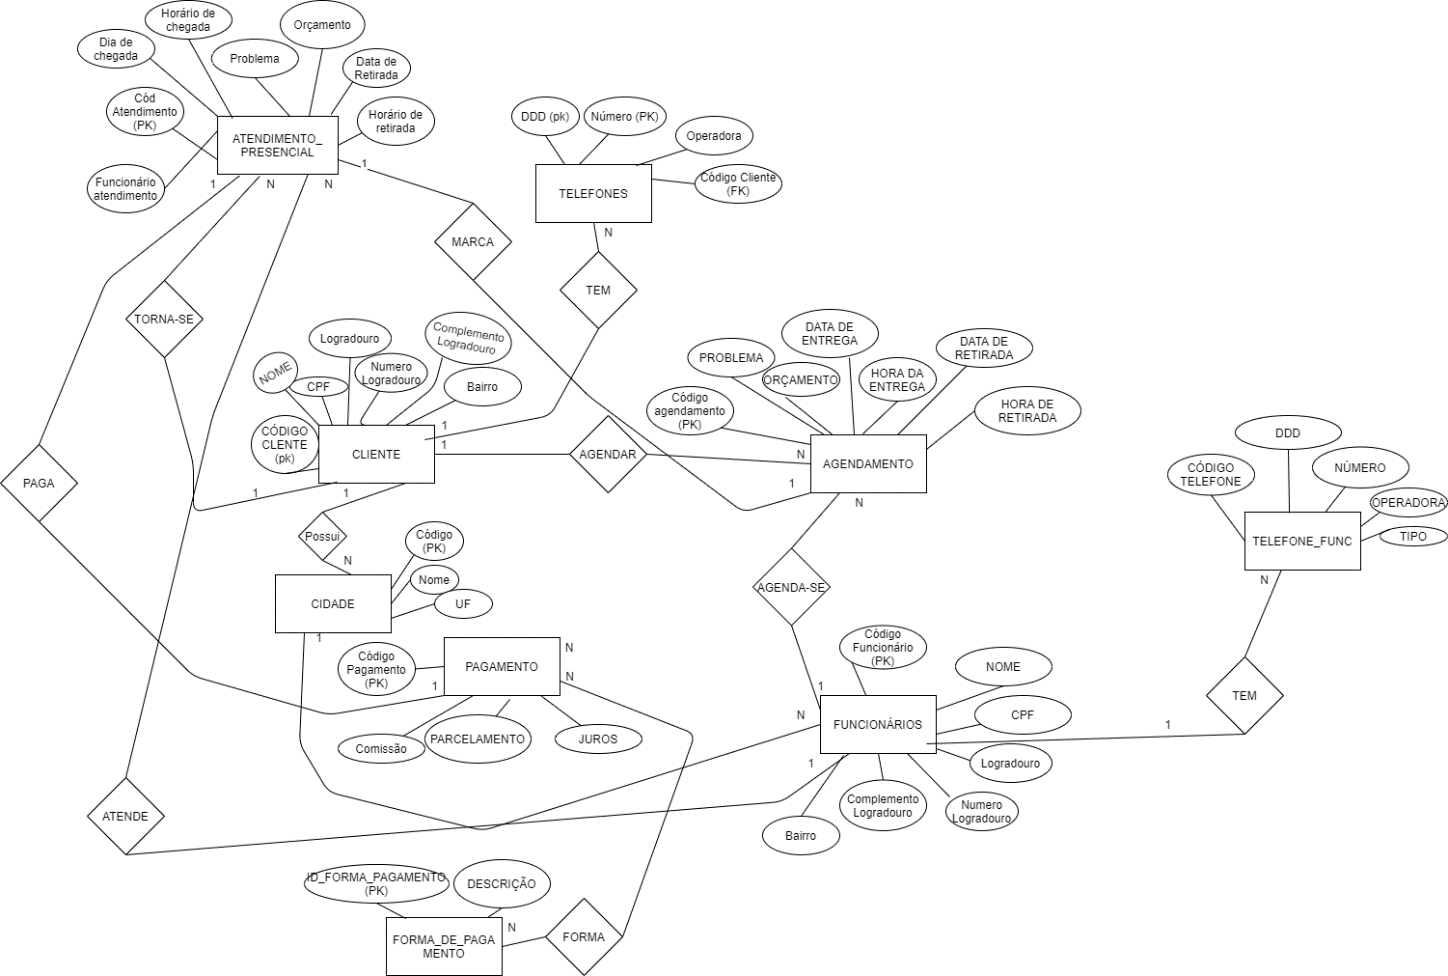 Horário de
chegada
Orçamento
Dia de
chegada
Problema
Data de
Retirada
Cód
Atendimento
(PK)
Horário de
retirada
ATENDIMENTO_
PRESENCIAL
Funcionário
atendimento
1
N
N
1
DDD (pk)
Número (PK)
Operadora
Código Cliente
(FK)
TELEFONES
N
MARCA
TEM
TORNA-SE
Logradouro
Complemento
Logradouro
NOME
CPF
Numero
Logradouro
Bairro
CÓDIGO
CLENTE
(pk)
CLIENTE
1
1
1
1
AGENDAR
DATA DE
ENTREGA
PROBLEMA
DATA DE
RETIRADA
ORÇAMENTO
HORA DA
ENTREGA
Código
agendamento
(PK)
HORA DE
RETIRADA
N
AGENDAMENTO
1
N
DDD
CÓDIGO
TELEFONE
NÚMERO
OPERADORA
TIPO
TELEFONE_FUNC
N
PAGA
Possui
N
Código
(PK)
Nome
UF
CIDADE
1
AGENDA-SE
Código
Pagamento
(PK)
PAGAMENTO
N
N
1
Comissão
PARCELAMENTO
JUROS
Código
Funcionário
(PK)
NOME
CPF
1
N
FUNCIONÁRIOS
1
1
TEM
Logradouro
Numero
Logradouro
Complemento
Logradouro
Bairro
ATENDE
ID_FORMA_PAGAMENTO
(PK)
DESCRIÇÃO
N
FORMA_DE_PAGA
MENTO
FORMA